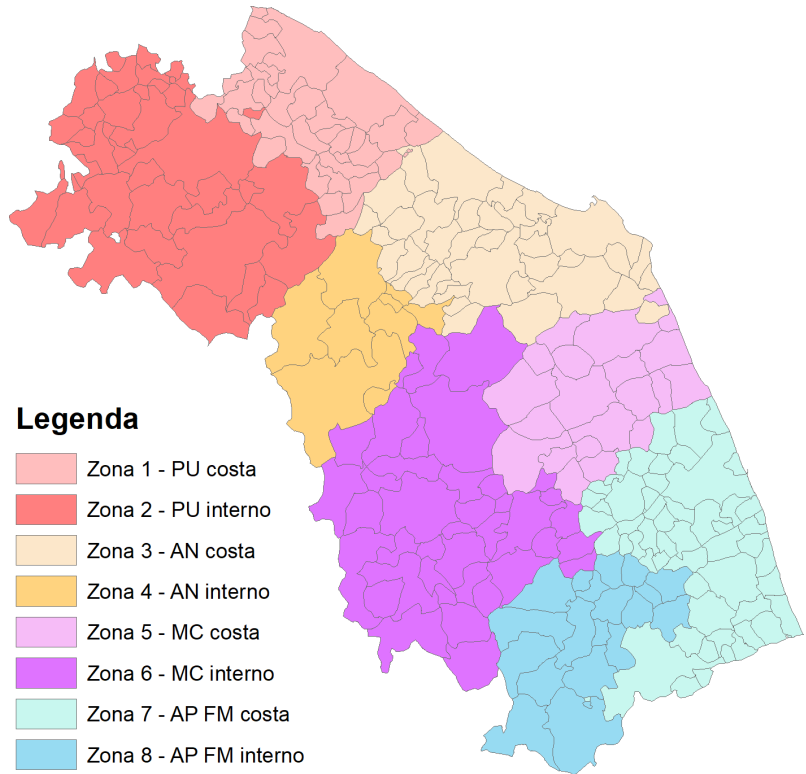 Legenda
Zona 1 - PU costa
Zona 2 - PU interno
Zona 3 - AN costa
Zona 4 - AN interno
Zona 5 - MC costa
Zona 6 - MC interno
Zona 7 - AP FM costa
Zona 8 - AP FM interno